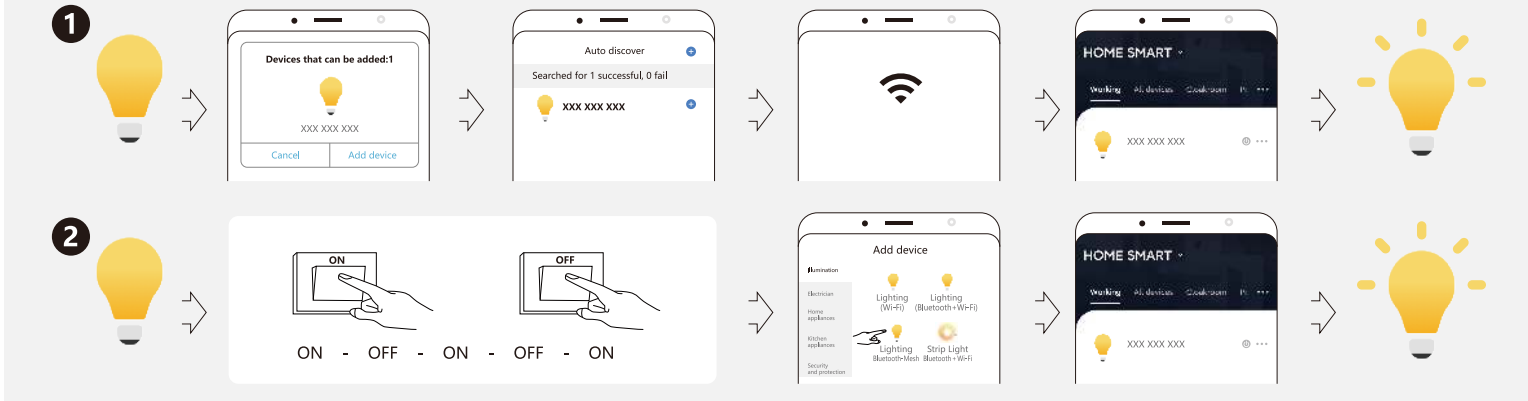 1
Devices that can be added:1
XXX XXX XXX
Cancel
Add device
Auto discover
Searched for 1 successful, 0 fail
XXX XXX XXX
HOME SMART
Working All devices Cloakroom
XXX XXX XXX
2
ON
OFF
ON - OFF - ON - OFF - ON
Add device
Illumination
Electrician
Home
appliances
Kitchen
appliances
Security
and protection
Lighting
(Wi-Fi)
Lighting
(Bluetooth+Wi-Fi)
Lighting
Bluetooth-Mesh
Strip Light
Bluetooth+Wi-Fi
HOME SMART
Working All devices Cloakroom
XXX XXX XXX